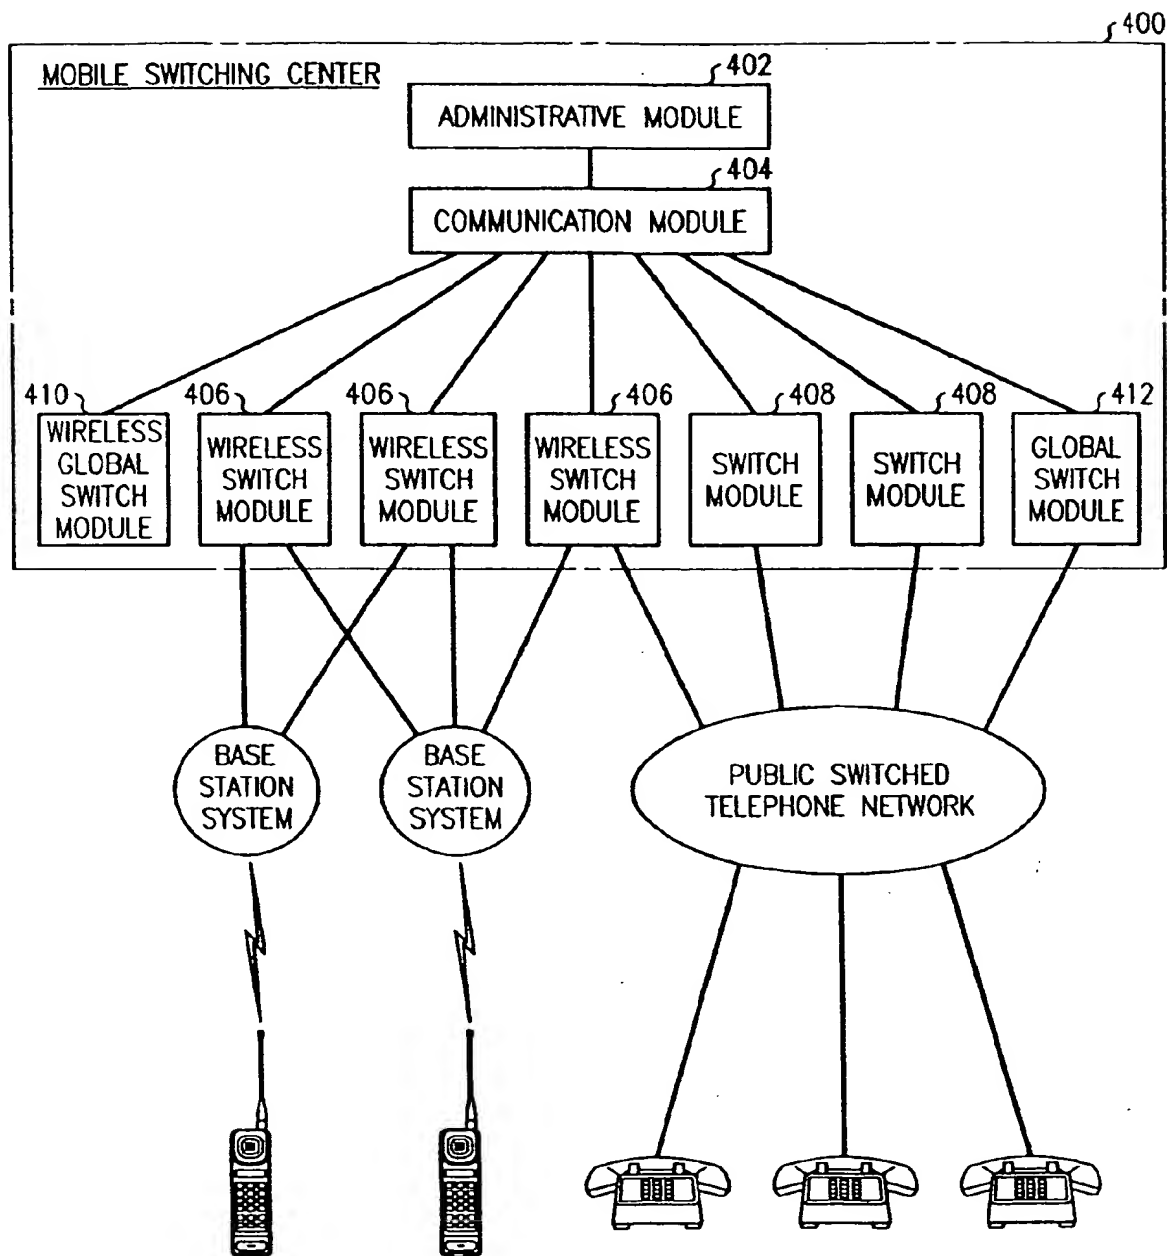 400
MOBILE SWITCHING CENTER
402
ADMINISTRATIVE MODULE
404
COMMUNICATION MODULE
410
WIRELESS
GLOBAL
SWITCH
MODULE
406
WIRELESS
SWITCH
MODULE
406
WIRELESS
SWITCH
MODULE
406
WIRELESS
SWITCH
MODULE
408
SWITCH
MODULE
408
SWITCH
MODULE
412
GLOBAL
SWITCH
MODULE
BASE
STATION
SYSTEM
BASE
STATION
SYSTEM
PUBLIC SWITCHED
TELEPHONE NETWORK